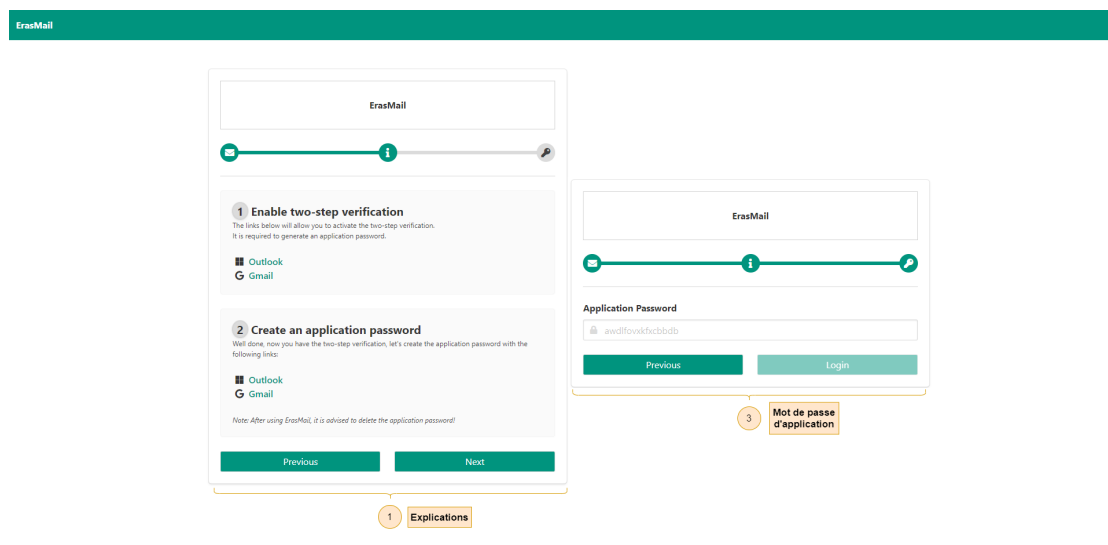 ErasMail
ErasMail
1 Enable two-step verification
The links below will allow you to activate the two-step verification.
It is required to generate an application password.
Outlook
Gmail
2 Create an application password
Well done, now you have the two-step verification, let's create the application password with the
following links:
Outlook
Gmail
Note: After using ErasMail, it is advised to delete the application password!
Previous
Next
1 Explications
ErasMail
Application Password
awdlfovxkfxcbbdb
Previous
Login
3 Mot de passe
d'application